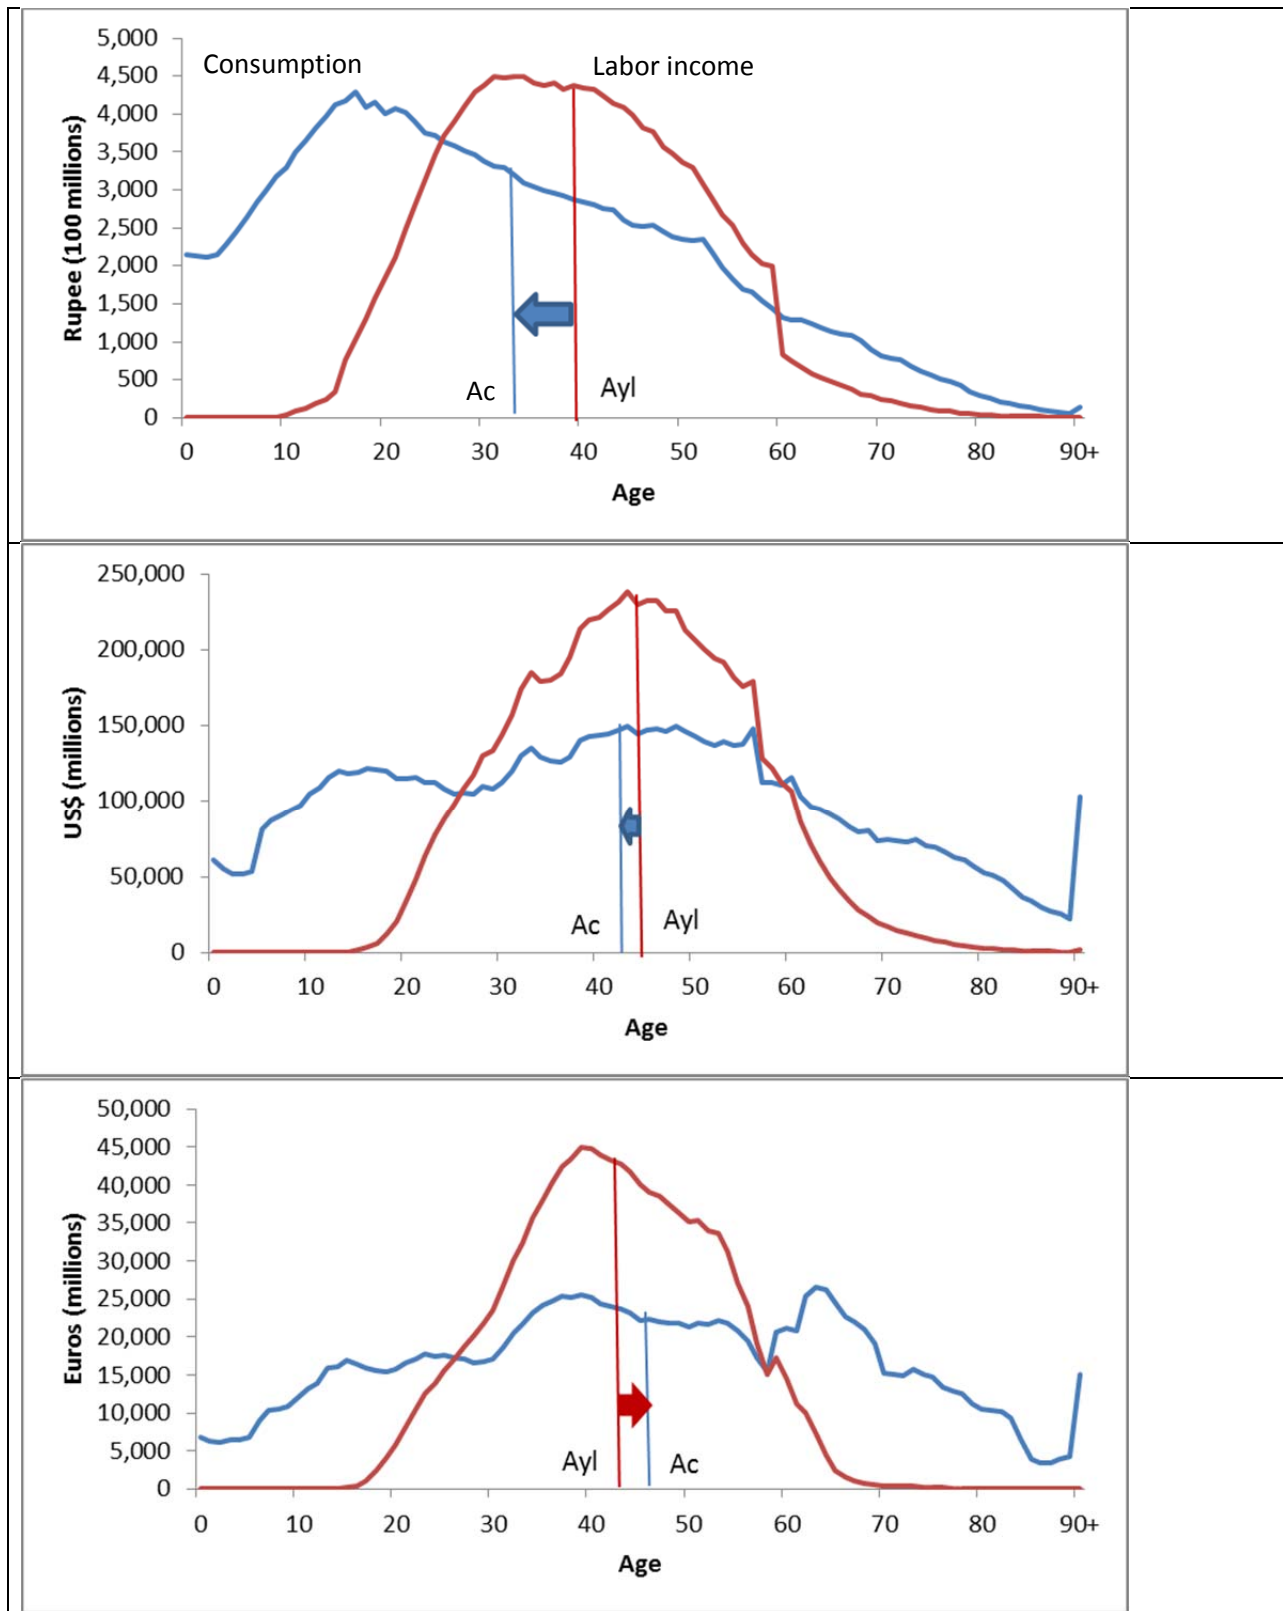 5,000
4,500
4,000
3,500
3,000
2,500
2,000
1,500
1,000
500
0
Rupee (100 millions)
Consumption
Labor income
Ac
Ayl
0 10 20 30 40 50 60 70 80 90+
Age
250,000
200,000
150,000
100,000
50,000
0
US$ (millions)
Ac
Ayl
0 10 20 30 40 50 60 70 80 90+
Age
50,000
45,000
40,000
35,000
30,000
25,000
20,000
15,000
10,000
5,000
0
Euros (millions)
Ayl
Ac
0 10 20 30 40 50 60 70 80 90+
Age